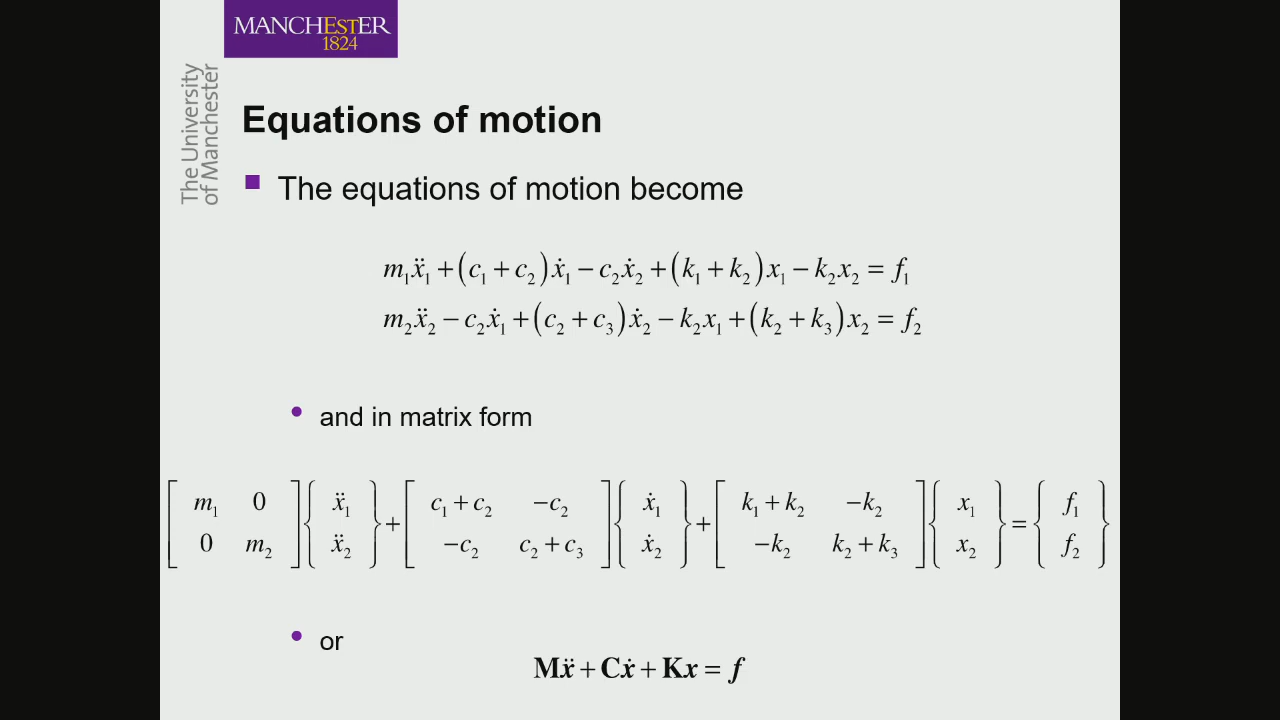 MANCHESTER
1824
The University
of Manchester
Equations of motion
The equations of motion become
m₁ẍ₁ + (c₁ + c₂)ẋ₁ − c₂ẋ₂ + (k₁ + k₂)x₁ − k₂x₂ = f₁
m₂ẍ₂ − c₂ẋ₁ + (c₂ + c₃)ẋ₂ − k₂x₁ + (k₂ + k₃)x₂ = f₂
• and in matrix form
[m₁ 0; 0 m₂]{ẍ₁; ẍ₂} + [c₁ + c₂ −c₂; −c₂ c₂ + c₃]{ẋ₁; ẋ₂} + [k₁ + k₂ −k₂; −k₂ k₂ + k₃]{x₁; x₂} = {f₁; f₂}
• or
Mẍ + Cẋ + Kx = f